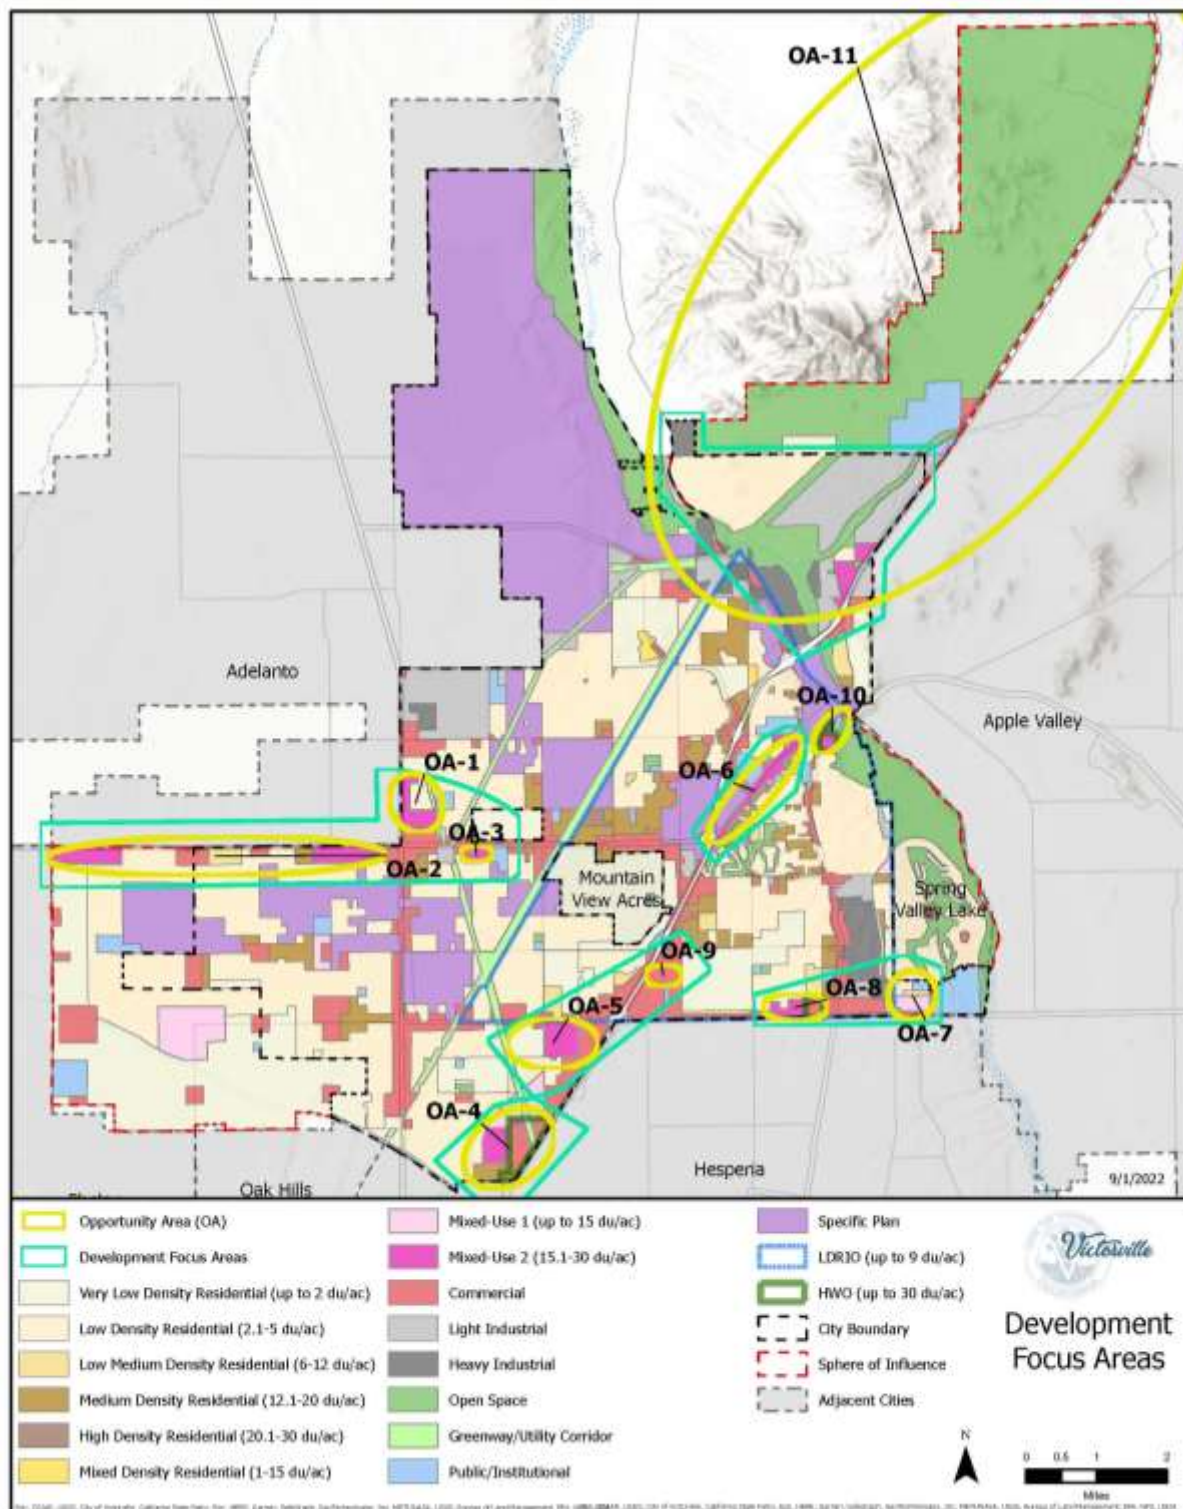 OA-11
Adelanto
OA-10
Apple Valley
OA-1
OA-6
OA-3
OA-2
Mountain
View Acres
Spring
Valley Lake
OA-9
OA-8
OA-5
OA-7
OA-4
Hesperia
Oak Hills
9/1/2022
Opportunity Area (OA)
Development Focus Areas
Very Low Density Residential (up to 2 du/ac)
Low Density Residential (2.1-5 du/ac)
Low Medium Density Residential (6-12 du/ac)
Medium Density Residential (12.1-20 du/ac)
High Density Residential (20.1-30 du/ac)
Mixed Density Residential (1-15 du/ac)
Mixed-Use 1 (up to 15 du/ac)
Mixed-Use 2 (15.1-30 du/ac)
Commercial
Light Industrial
Heavy Industrial
Open Space
Greenway/Utility Corridor
Public/Institutional
Specific Plan
LDRIO (up to 9 du/ac)
HWO (up to 30 du/ac)
City Boundary
Sphere of Influence
Adjacent Cities
Victorville
Development
Focus Areas
N
0 0.5 1 2
Miles